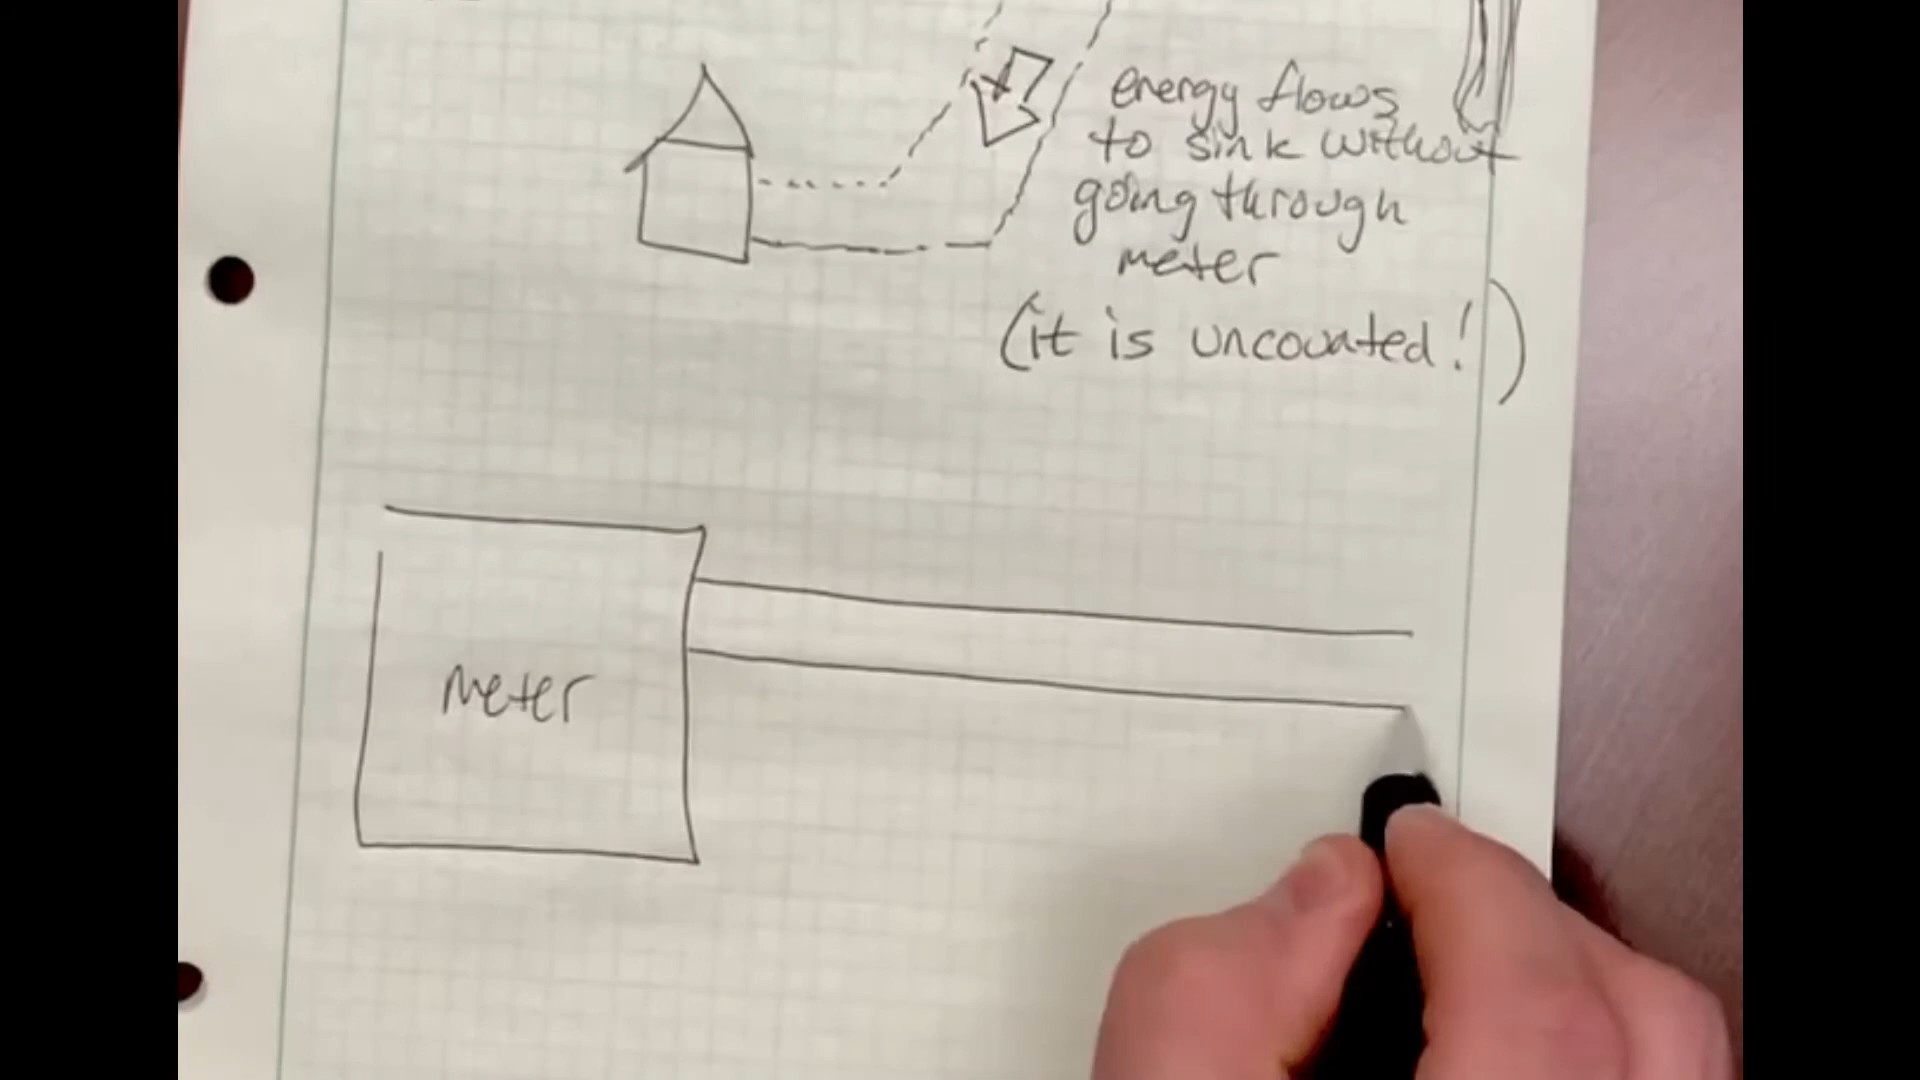 energy flows
to sink without
going through
meter
(it is uncounted!)
meter